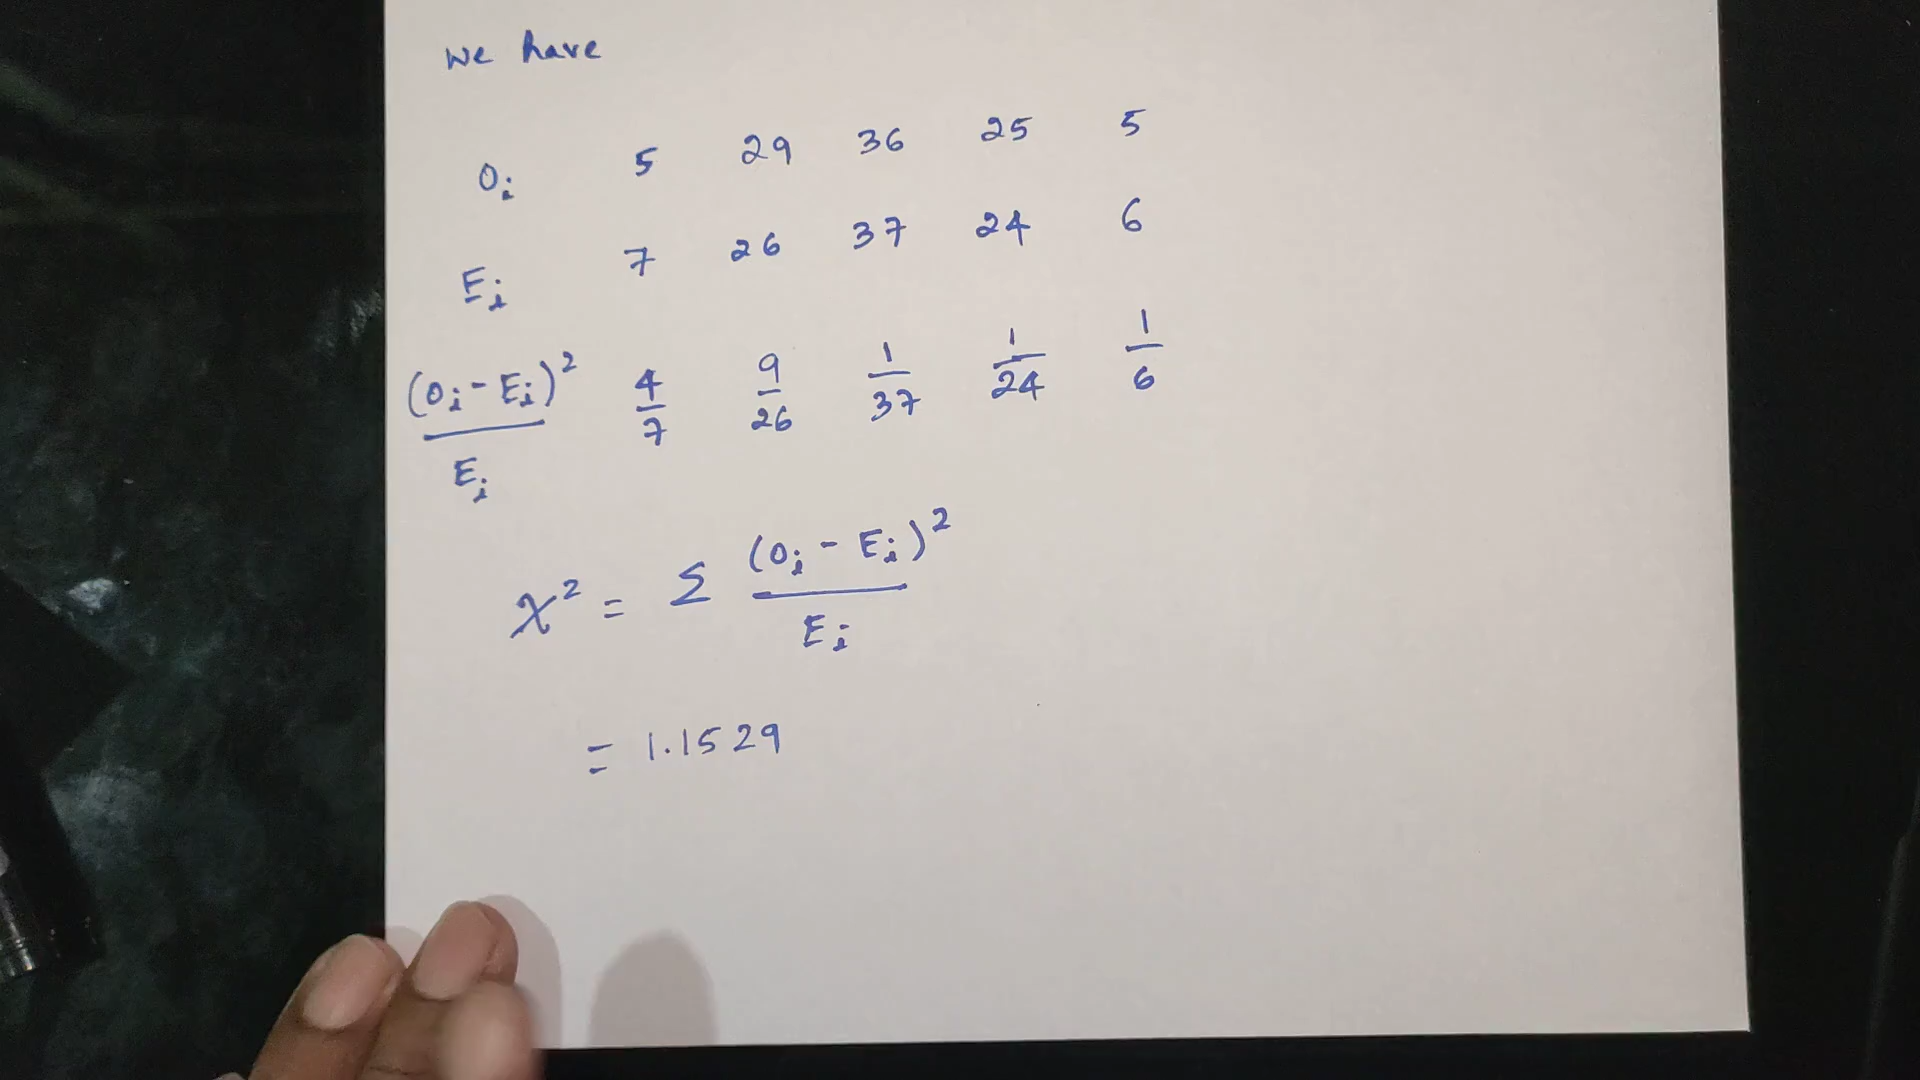 We have
Oi 5 29 36 25 5
Ei 7 26 37 24 6
(Oi - Ei)²/Ei 4/7 9/26 1/37 1/24 1/6
χ² = Σ (Oi - Ei)²/Ei
= 1.1529